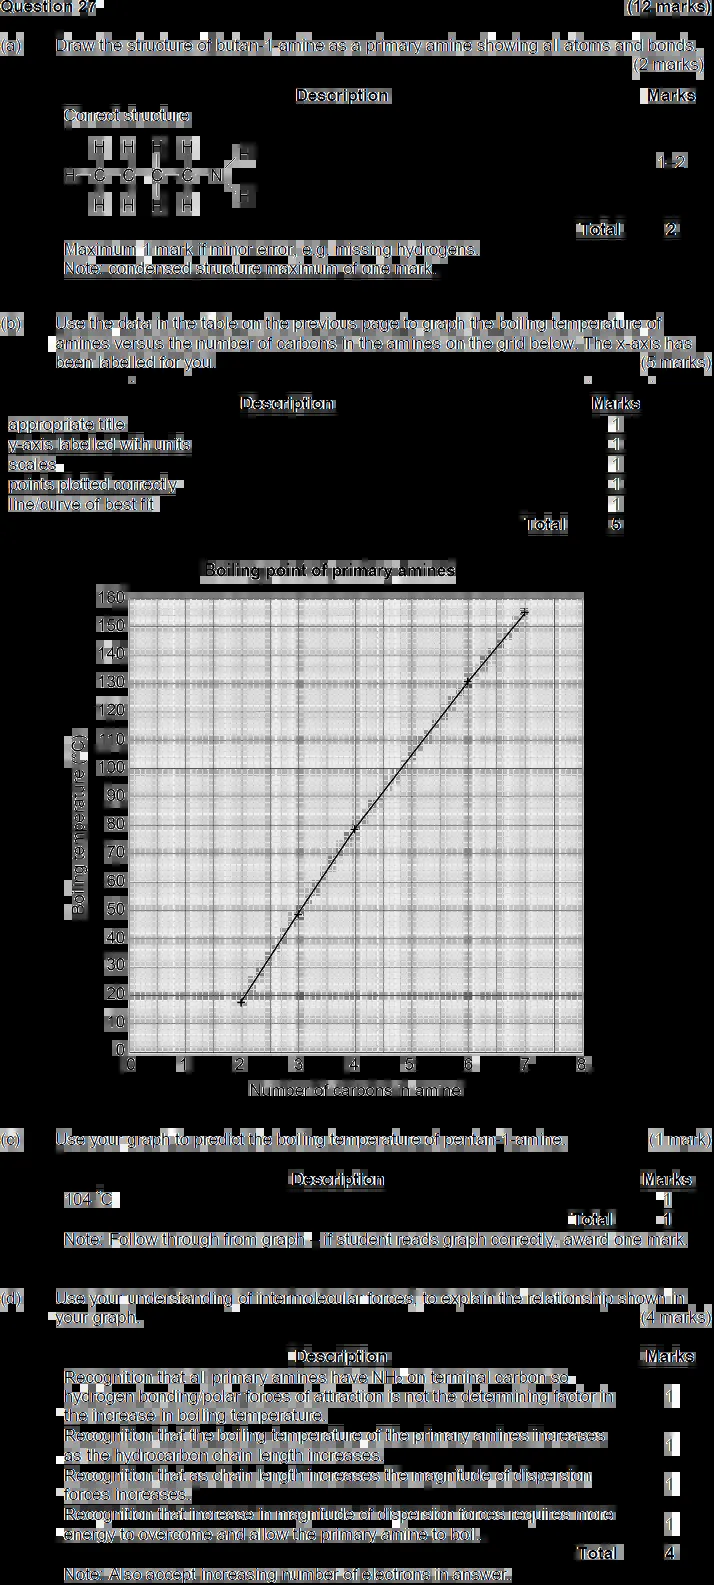 Question 27 (12 marks)
(a) Draw the structure of butan-1-amine as a primary amine showing all atoms and bonds.
(2 marks)
Description Marks
Correct structure
H H H H H
H C C C C N
H H H H H
1–2
Total 2
Maximum 1 mark if minor error, e.g. missing hydrogens.
Note: condensed structure maximum of one mark.
(b) Use the data in the table on the previous page to graph the boiling temperature of
amines versus the number of carbons in the amines on the grid below. The x-axis has
been labelled for you. (5 marks)
Description Marks
appropriate title 1
y-axis labelled with units 1
scales 1
points plotted correctly 1
line/curve of best fit 1
Total 5
Boiling point of primary amines
160
150
140
130
120
110
100
90
80
70
60
50
40
30
20
10
0
Boiling temperature (°C)
0 1 2 3 4 5 6 7 8
Number of carbons in amine
(c) Use your graph to predict the boiling temperature of pentan-1-amine. (1 mark)
Description Marks
104 °C 1
Total 1
Note: Follow through from graph – if student reads graph correctly, award one mark.
(d) Use your understanding of intermolecular forces, to explain the relationship shown in
your graph. (4 marks)
Description Marks
Recognition that all primary amines have NH₂ on terminal carbon so
hydrogen bonding/polar forces of attraction is not the determining factor in 1
the increase in boiling temperature.
Recognition that the boiling temperature of the primary amines increases
as the hydrocarbon chain length increases. 1
Recognition that as chain length increases the magnitude of dispersion
forces increases. 1
Recognition that increase in magnitude of dispersion forces requires more
energy to overcome and allow the primary amine to boil. 1
Total 4
Note: Also accept increasing number of electrons in answer.